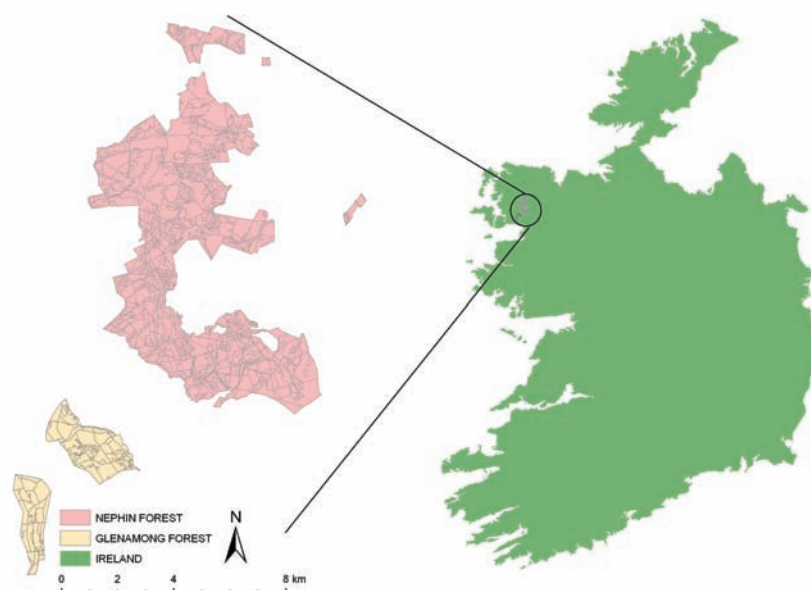 NEPHIN FOREST
N
GLENAMONG FOREST
IRELAND
0 2 4 8 km